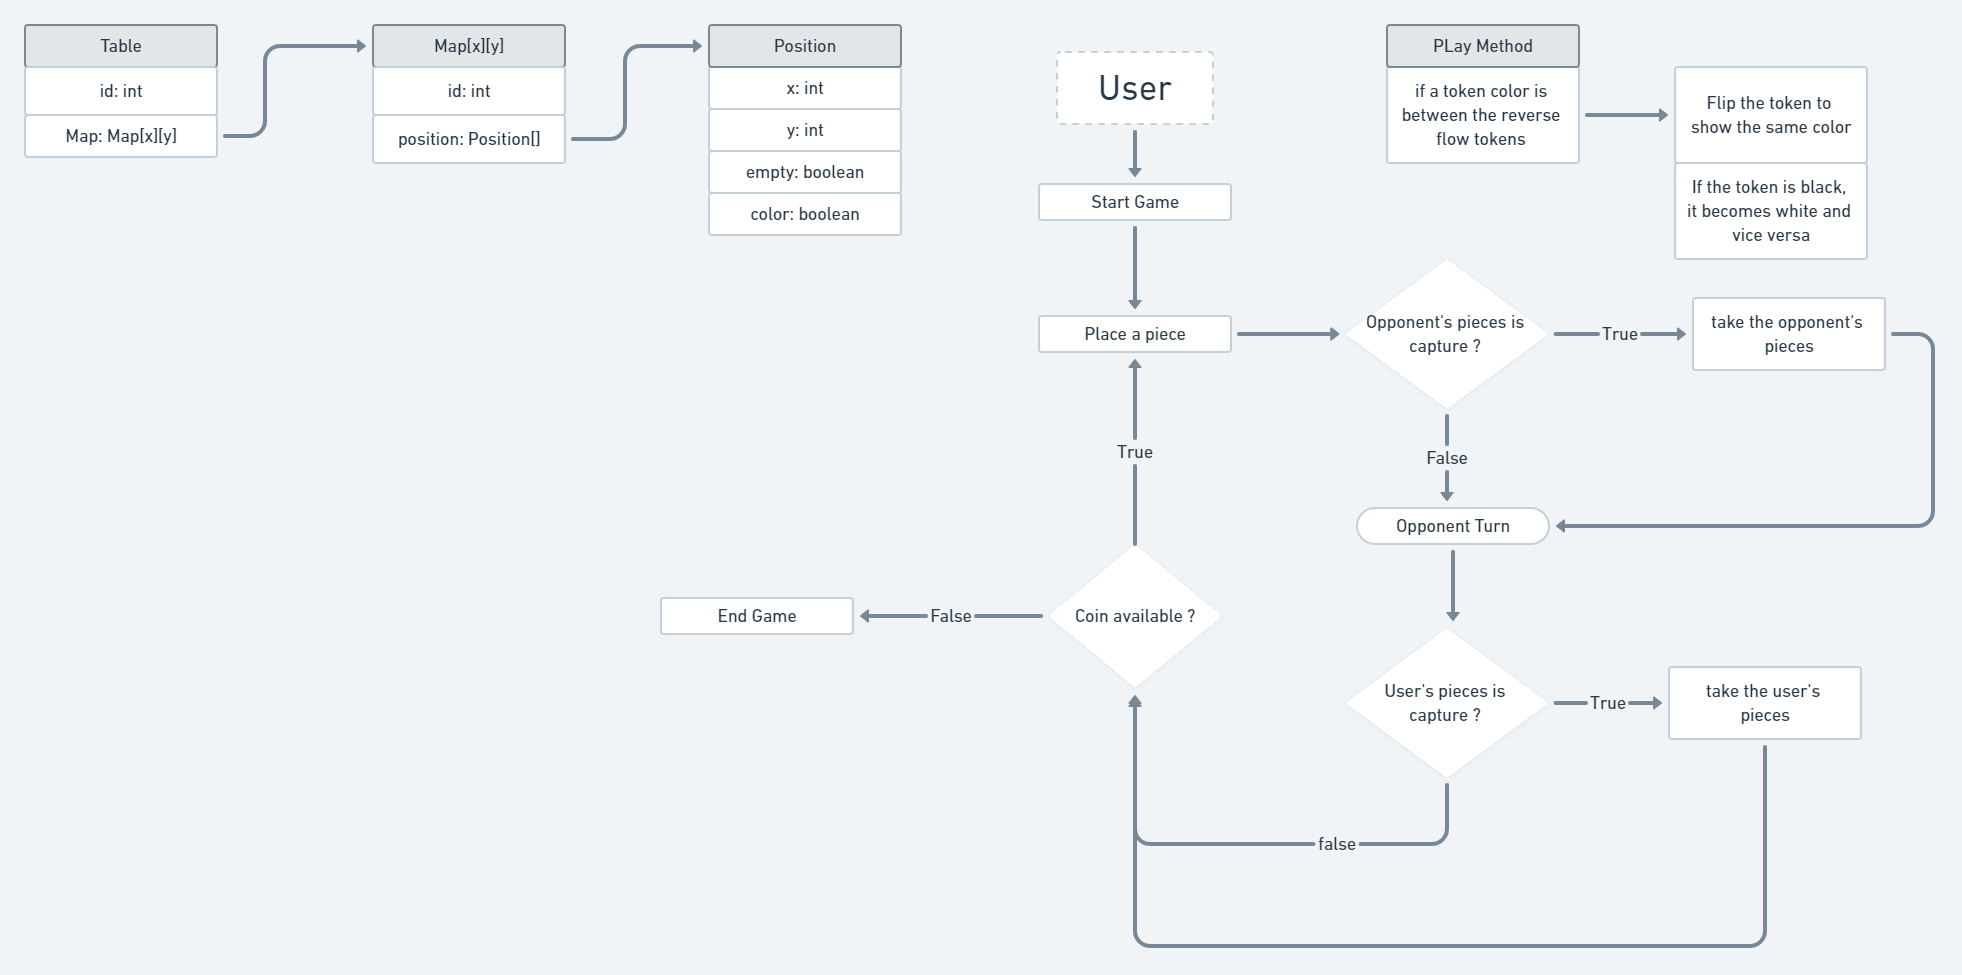 Table
id: int
Map: Map[x][y]
Map[x][y]
id: int
position: Position[]
Position
x: int
y: int
empty: boolean
color: boolean
User
Start Game
Place a piece
PLay Method
if a token color is
between the reverse
flow tokens
Flip the token to
show the same color
If the token is black,
it becomes white and
vice versa
Opponent's pieces is
capture ?
True
take the opponent's
pieces
False
Opponent Turn
User's pieces is
capture ?
True
take the user's
pieces
false
Coin available ?
True
False
End Game